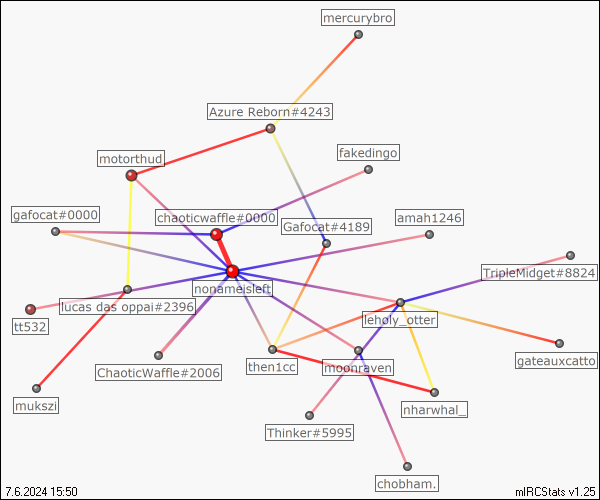 mercurybro
Azure Reborn#4243
fakedingo
motorthud
gafocat#0000
chaoticwaffle#0000
Gafocat#4189
amah1246
TripleMidget#8824
nonameisleft
lucas das oppai#2396
leholy_otter
tt532
ChaoticWaffle#2006
then1cc
moonraven
gateauxcatto
mukszi
nharwhal_
Thinker#5995
chobham.
7.6.2024 15:50
mIRCStats v1.25